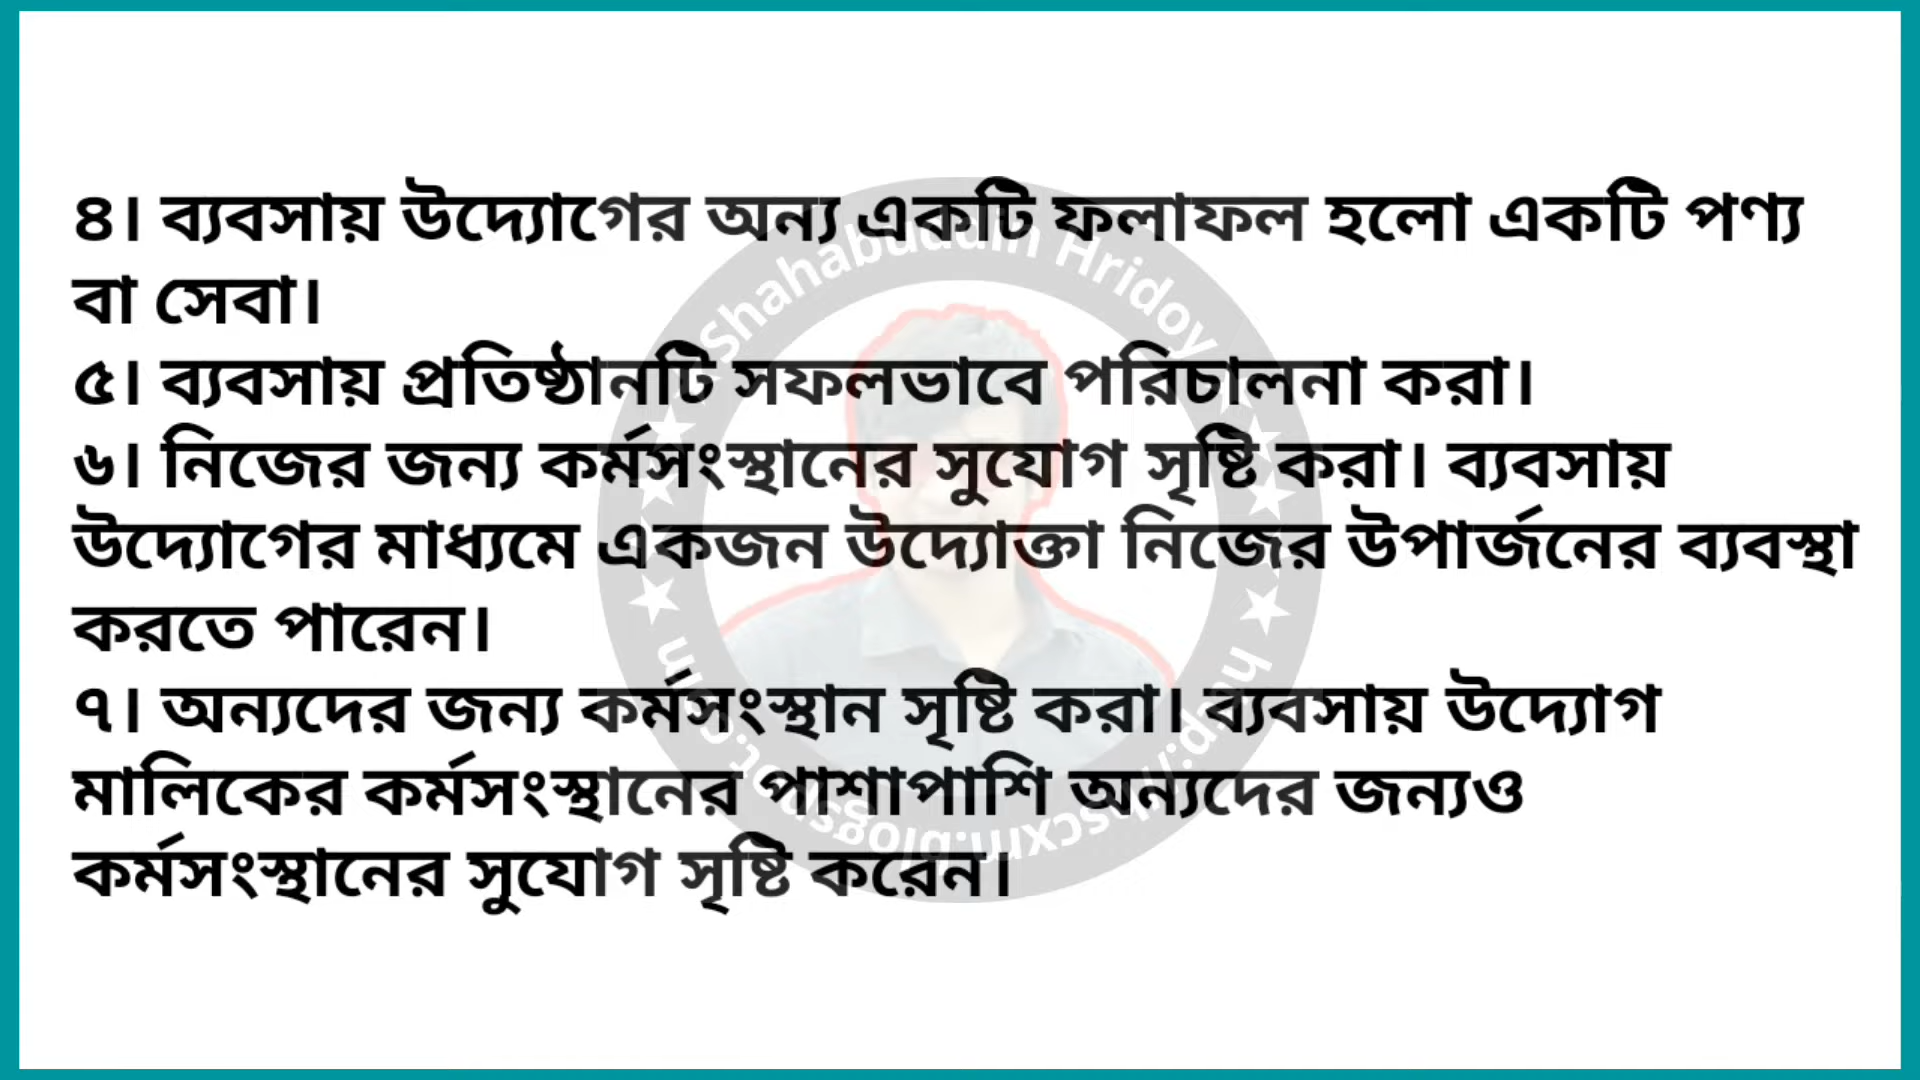 ৪। ব্যবসায় উদ্যোগের অন্য একটি ফলাফল হলো একটি পণ্য
বা সেবা।
৫। ব্যবসায় প্রতিষ্ঠানটি সফলভাবে পরিচালনা করা।
৬। নিজের জন্য কর্মসংস্থানের সুযোগ সৃষ্টি করা। ব্যবসায়
উদ্যোগের মাধ্যমে একজন উদ্যোক্তা নিজের উপার্জনের ব্যবস্থা
করতে পারেন।
৭। অন্যদের জন্য কর্মসংস্থান সৃষ্টি করা। ব্যবসায় উদ্যোগ
মালিকের কর্মসংস্থানের পাশাপাশি অন্যদের জন্যও
কর্মসংস্থানের সুযোগ সৃষ্টি করেন।
Shahabuddin Hridoy